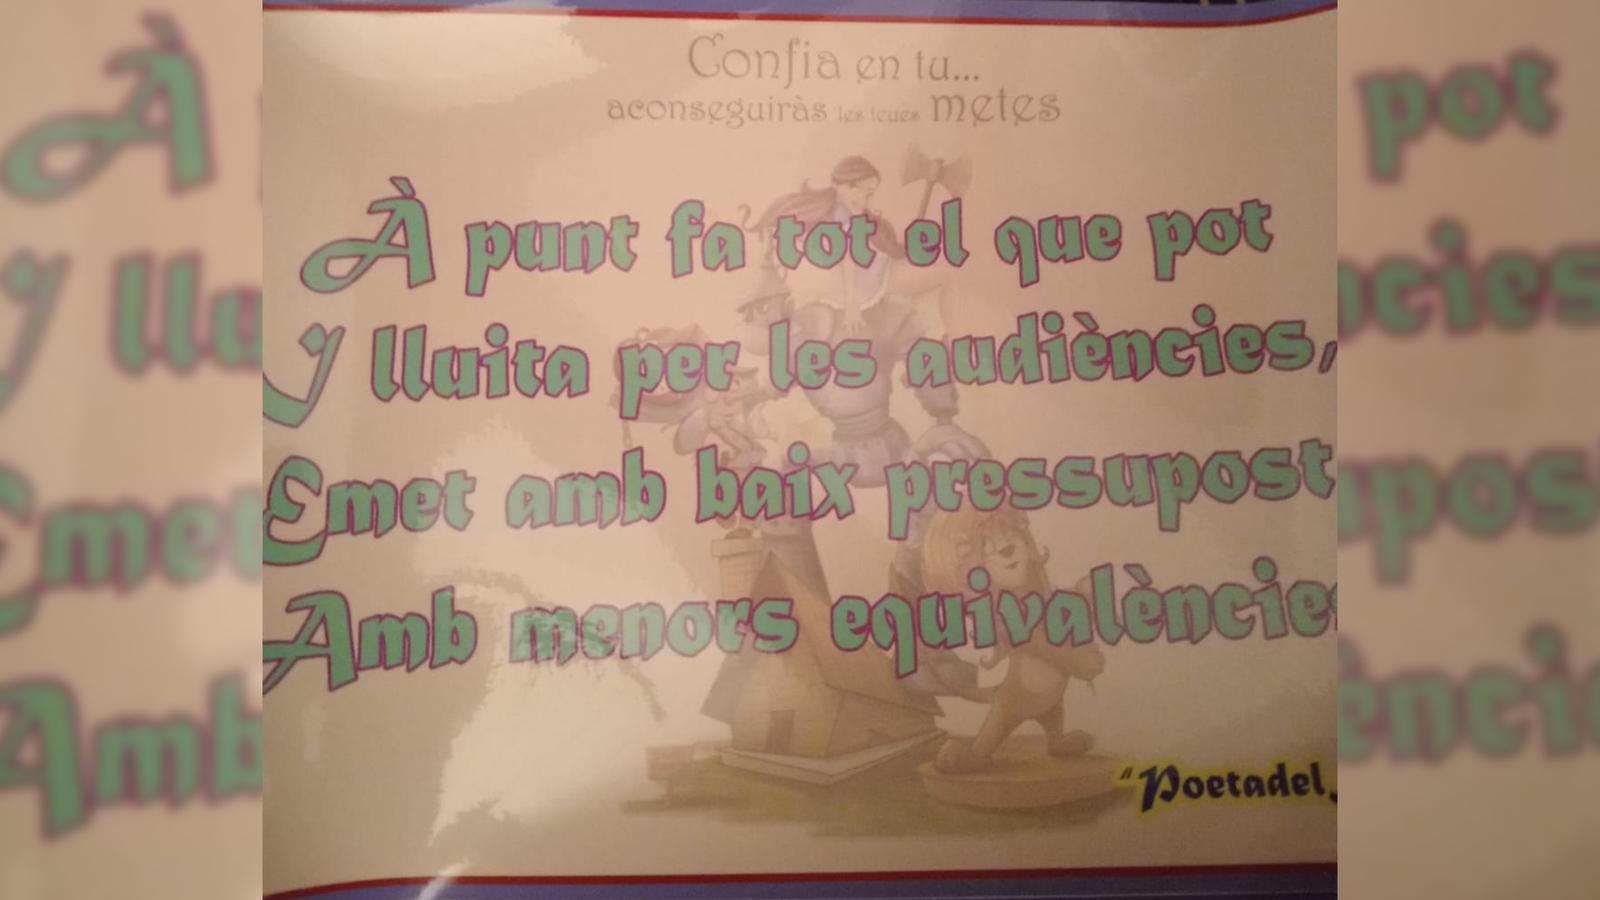 Confia en tu...
aconseguiràs les teues metes
À punt fa tot el que pot
Y lluita per les audiències,
Emet amb baix pressupost
Amb menors equivalències
"Poetadel